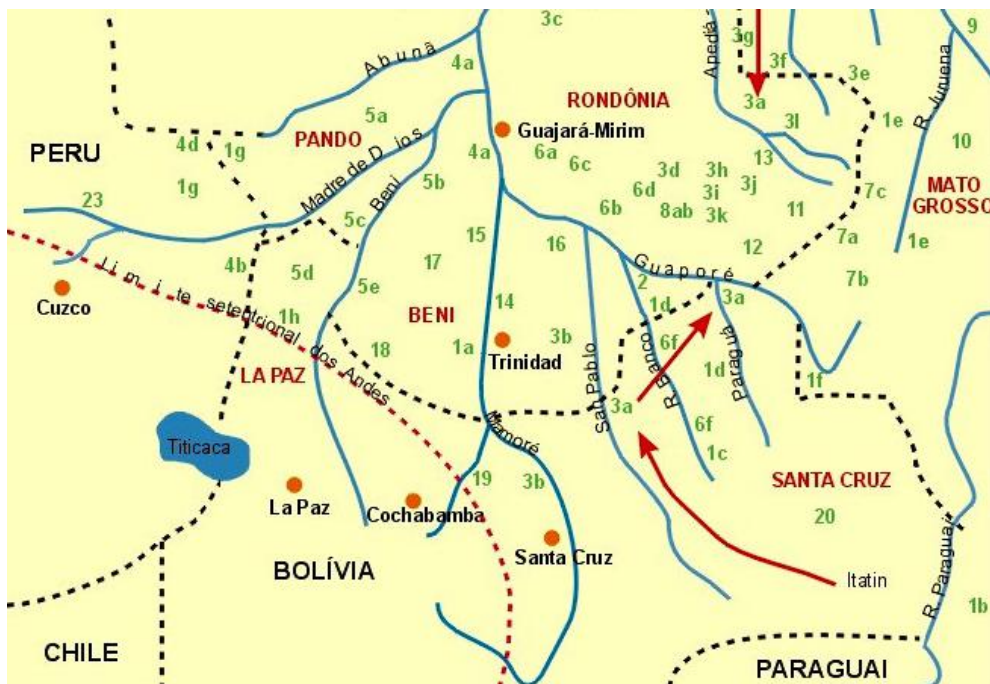 3c
9
Abunã
4a
Apediá
3g
3f
3e
R. Juruena
RONDÔNIA
5a
3a
3l
1e
10
PANDO
Guajará-Mirim
PERU
4d
1g
Madre de Dios
4a
6a
6c
13
1g
5b
3d
3h
3j
7c
MATO
GROSSO
23
Beni
6d
3i
5c
6b
8ab
3k
11
15
16
12
7a
1e
4b
5d
17
Guaporé
7b
Cuzco
Limite setentrional dos Andes
5e
2
1h
14
1d
3a
BENI
18
1a
Trinidad
3b
6f
San Pablo
R. Branco
Paraguá
LA PAZ
1d
1f
3a
Mamoré
6f
Titicaca
1c
19
3b
SANTA CRUZ
La Paz
Cochabamba
20
Santa Cruz
BOLÍVIA
Itatin
R. Paraguai
1b
CHILE
PARAGUAI